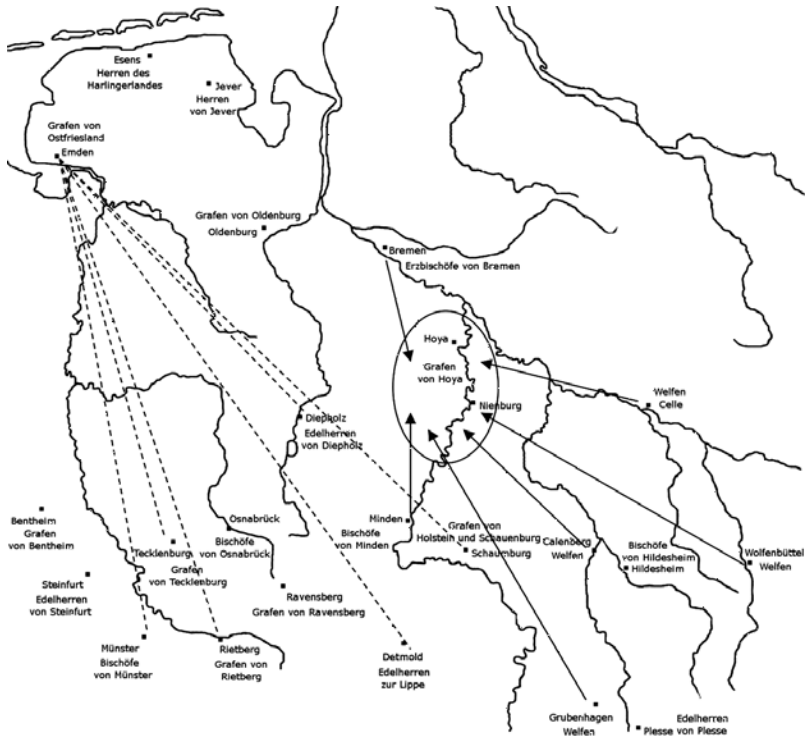 Esens
Herren des
Harlingerlandes
Jever
Herren
von Jever
Grafen von
Ostfriesland
Emden
Grafen von Oldenburg
Oldenburg
Bremen
Erzbischöfe von Bremen
Hoya
Grafen
von Hoya
Nienburg
Welfen
Celle
Diepholz
Edelherren
von Diepholz
Bentheim
Grafen
von Bentheim
Osnabrück
Bischöfe
von Osnabrück
Tecklenburg
Grafen
von Tecklenburg
Minden
Bischöfe
von Minden
Grafen von
Holstein und Schauenburg
Schaumburg
Calenberg
Welfen
Bischöfe
von Hildesheim
Hildesheim
Wolfenbüttel
Welfen
Steinfurt
Edelherren
von Steinfurt
Ravensberg
Grafen von Ravensberg
Münster
Bischöfe
von Münster
Rietberg
Grafen von
Rietberg
Detmold
Edelherren
zur Lippe
Grubenhagen
Welfen
Plesse
Edelherren
von Plesse